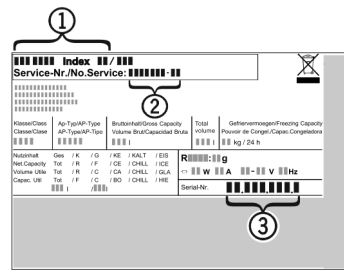 1
Index /
Service-Nr./No.Service: -
2
Klasse/Class Ap-Typ/AP-Type Bruttoinhalt/Gross Capacity Total Gefriervermoegen/Freezing Capacity
Classe/Clase AP-Type/AP-Tipo Volume Brut/Capacidad Bruta volume Pouvoir de Congel./Capac.Congeladora
l l kg / 24 h
Nutzinhalt Ges / K / G / KE / KALT / EIS R : g
Net.Capacity Tot / R / F / CE / CHILL / ICE W A - V Hz
Volume Utile Tot / R / C / CA / CHILL / GLA
Capac. Util Tot / F / C / BO / CHILL / HIE Serial-Nr. . . .
l / l
3